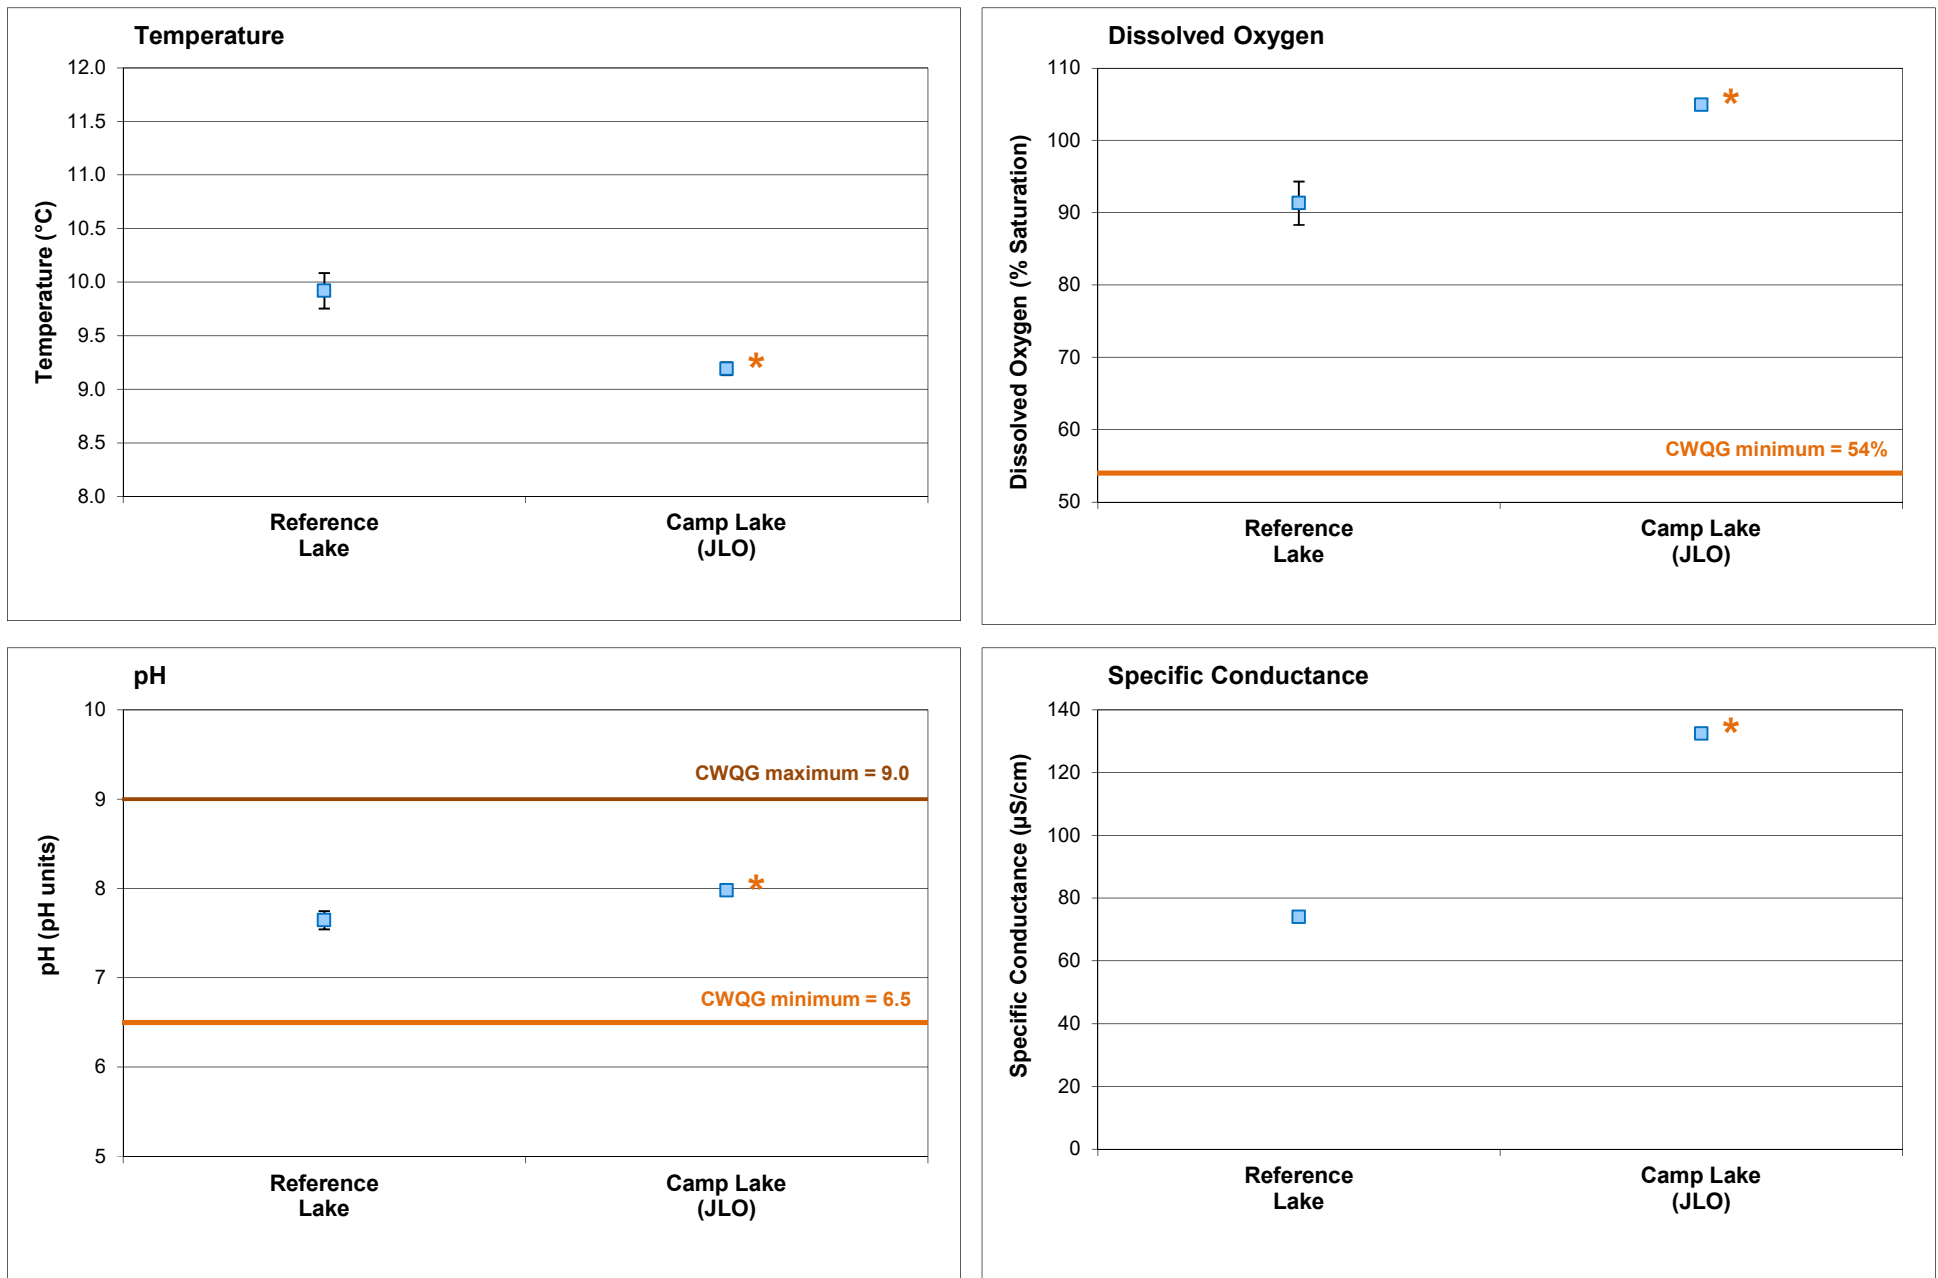 Temperature
Temperature (°C)
12.0
11.5
11.0
10.5
10.0
9.5
9.0
8.5
8.0
*
Reference
Lake
Camp Lake
(JLO)
Dissolved Oxygen
Dissolved Oxygen (% Saturation)
110
100
90
80
70
60
50
*
CWQG minimum = 54%
Reference
Lake
Camp Lake
(JLO)
pH
pH (pH units)
10
9
8
7
6
5
CWQG maximum = 9.0
*
CWQG minimum = 6.5
Reference
Lake
Camp Lake
(JLO)
Specific Conductance
Specific Conductance (µS/cm)
140
120
100
80
60
40
20
0
*
Reference
Lake
Camp Lake
(JLO)